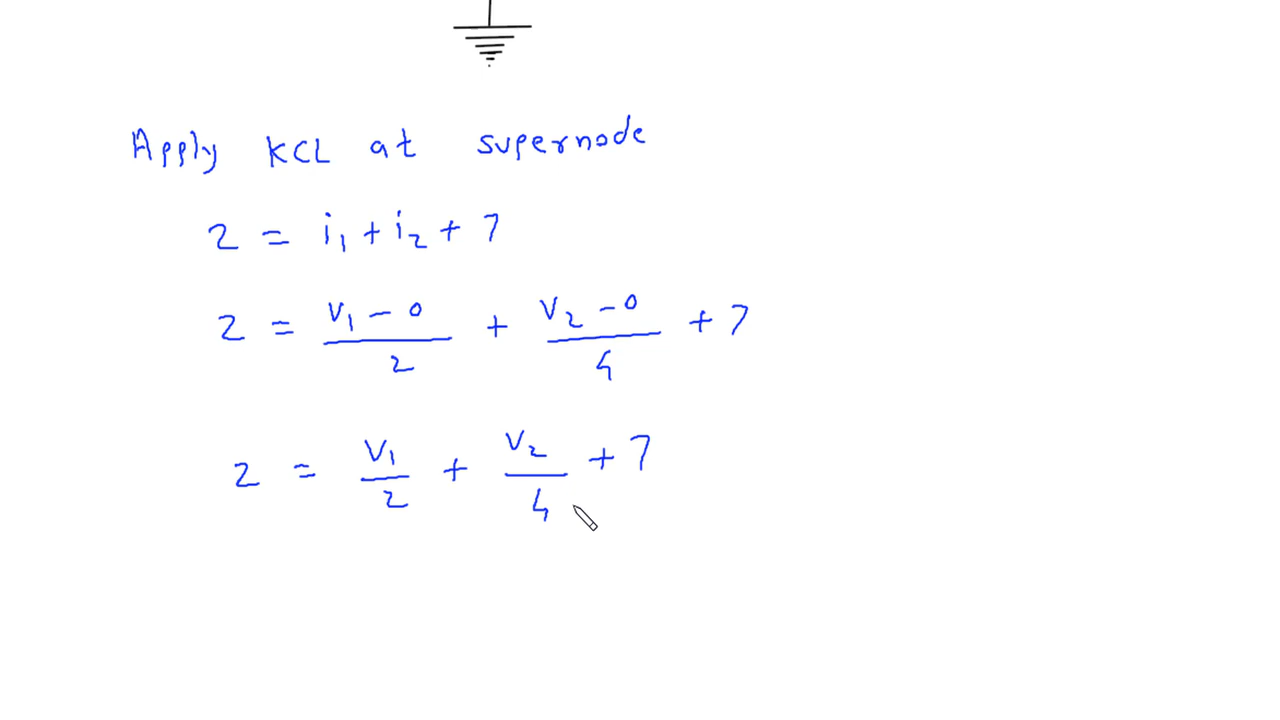 Apply KCL at supernode
2 = i₁ + i₂ + 7
2 = (V₁ - 0)/2 + (V₂ - 0)/4 + 7
2 = V₁/2 + V₂/4 + 7